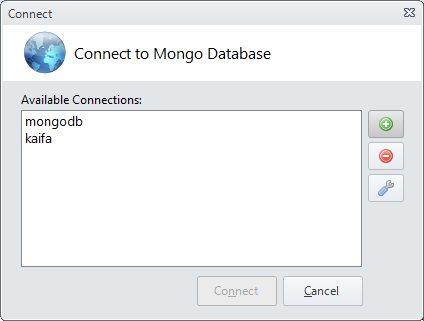 Connect
Connect to Mongo Database
Available Connections:
mongodb
kaifa
Connect
Cancel